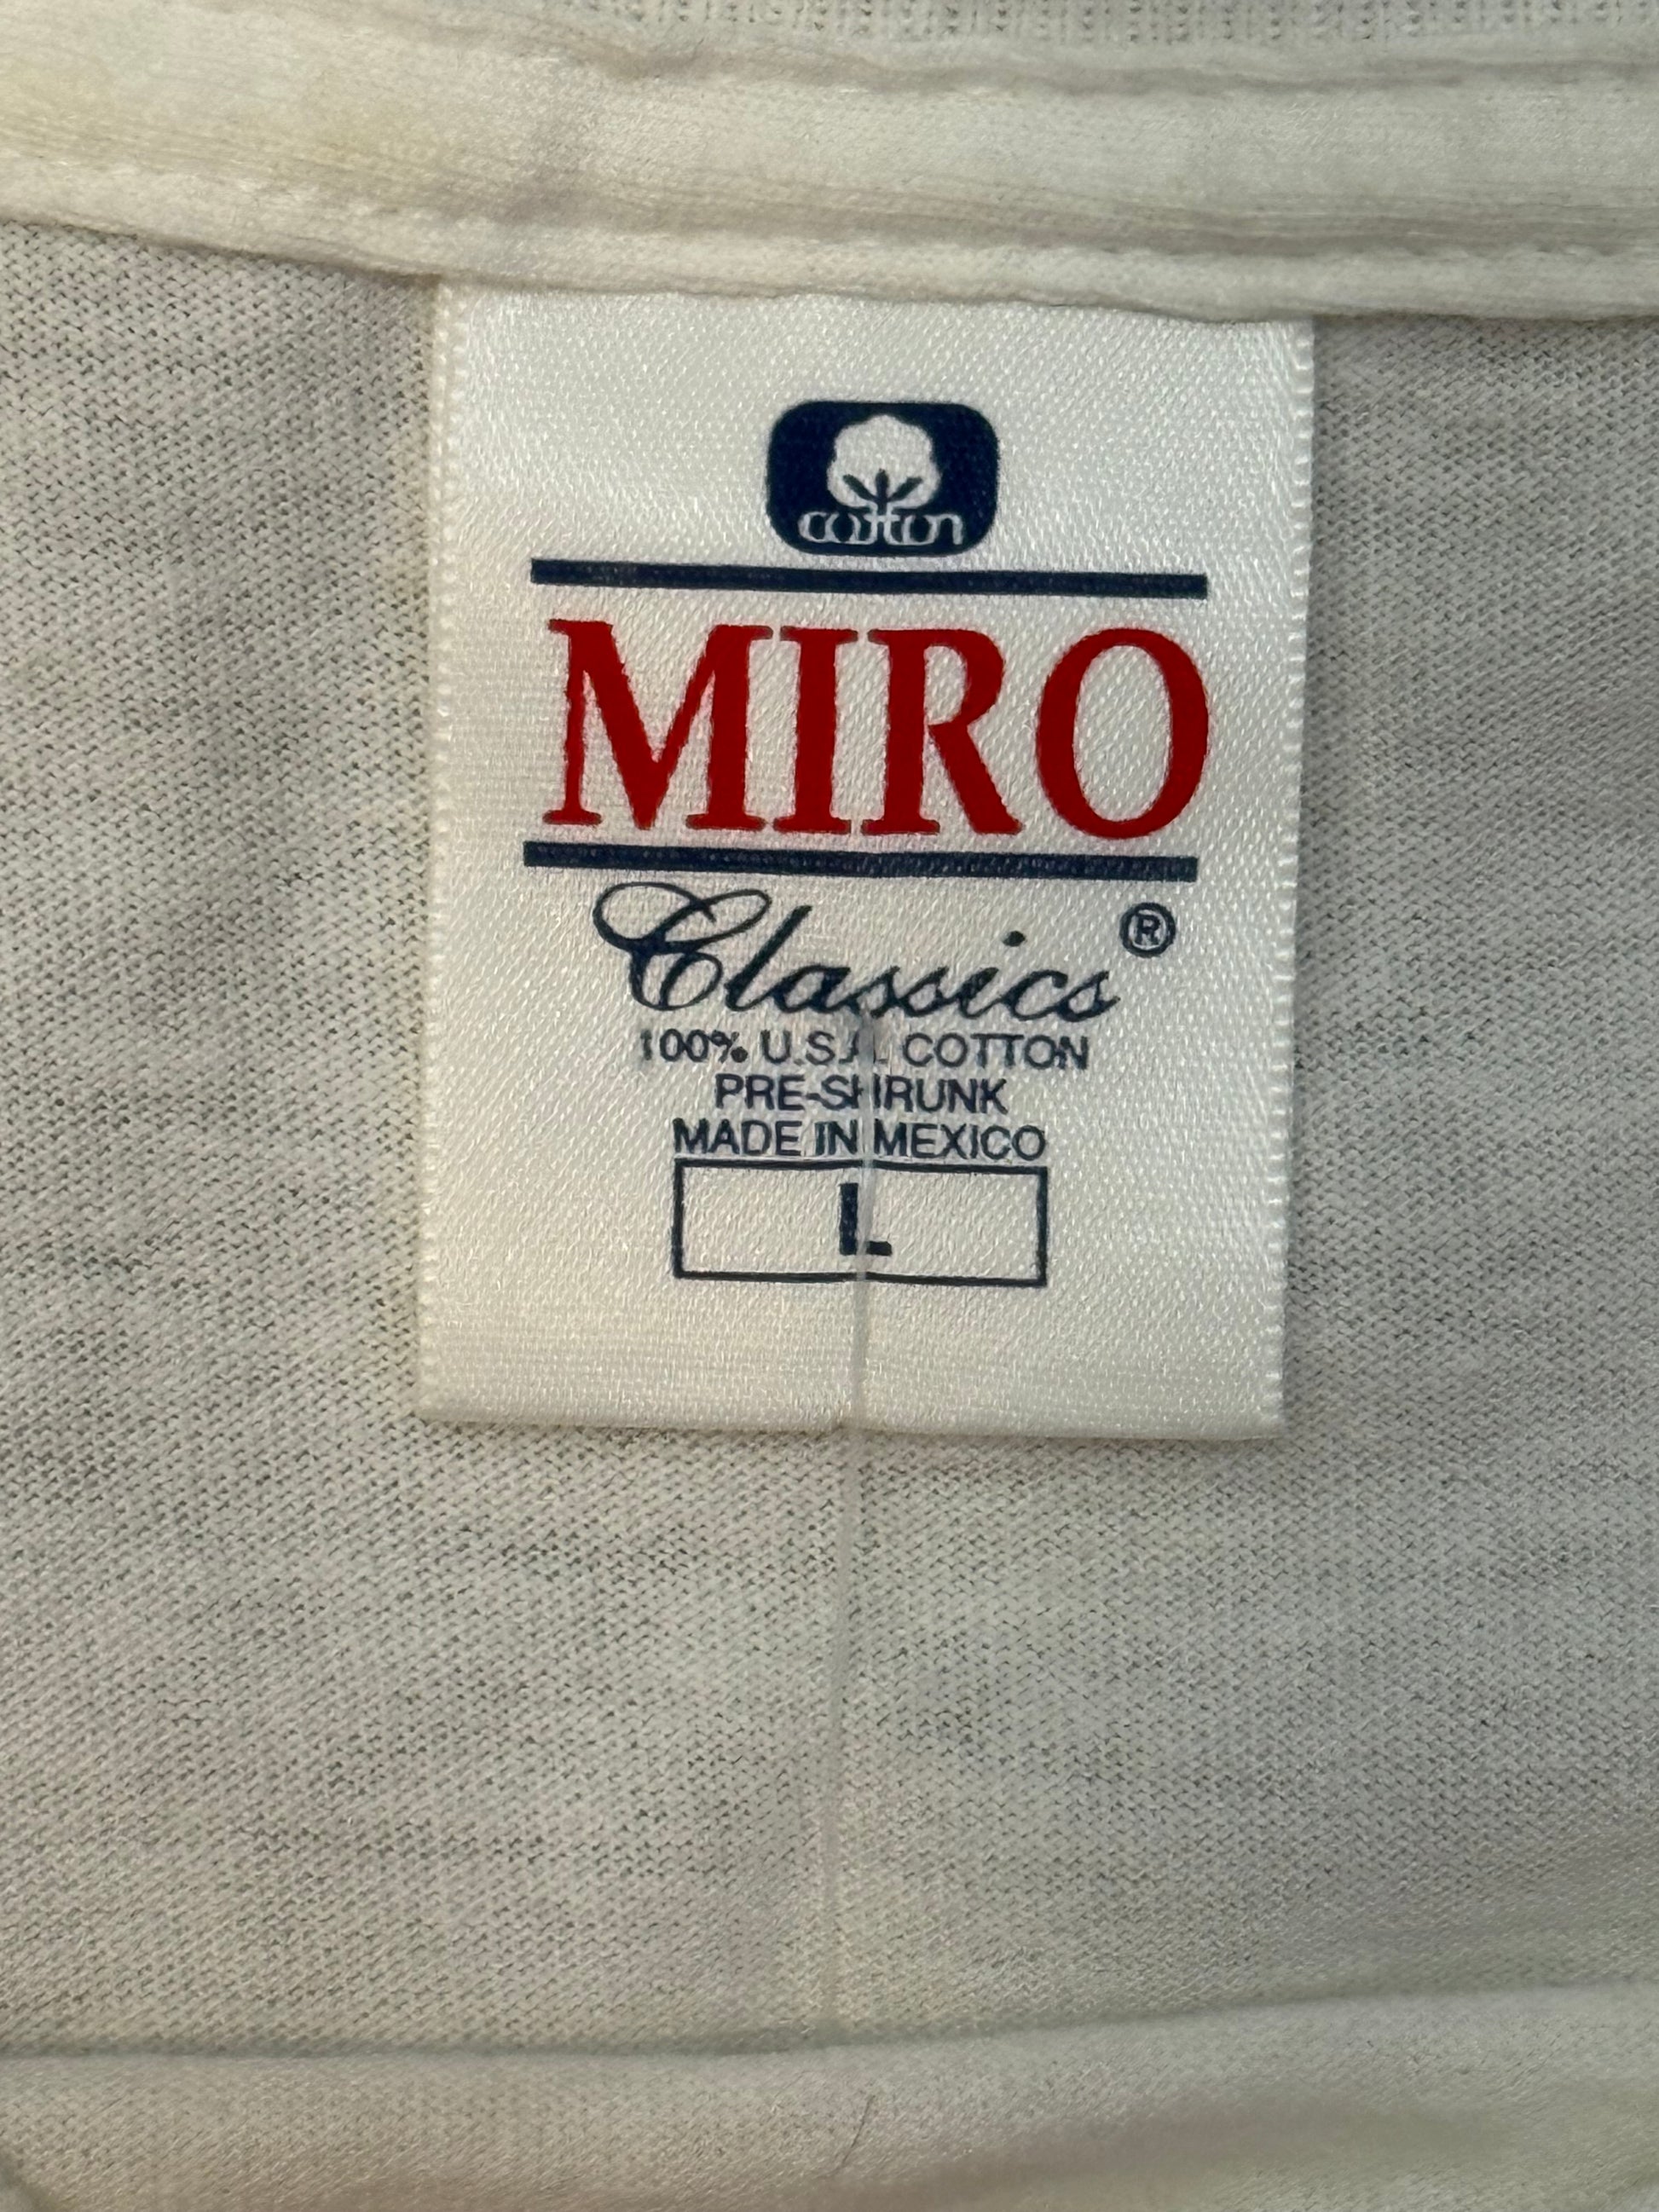 cotton
MIRO
Classics®
100% U.S.A. COTTON
PRE-SHRUNK
MADE IN MEXICO
L